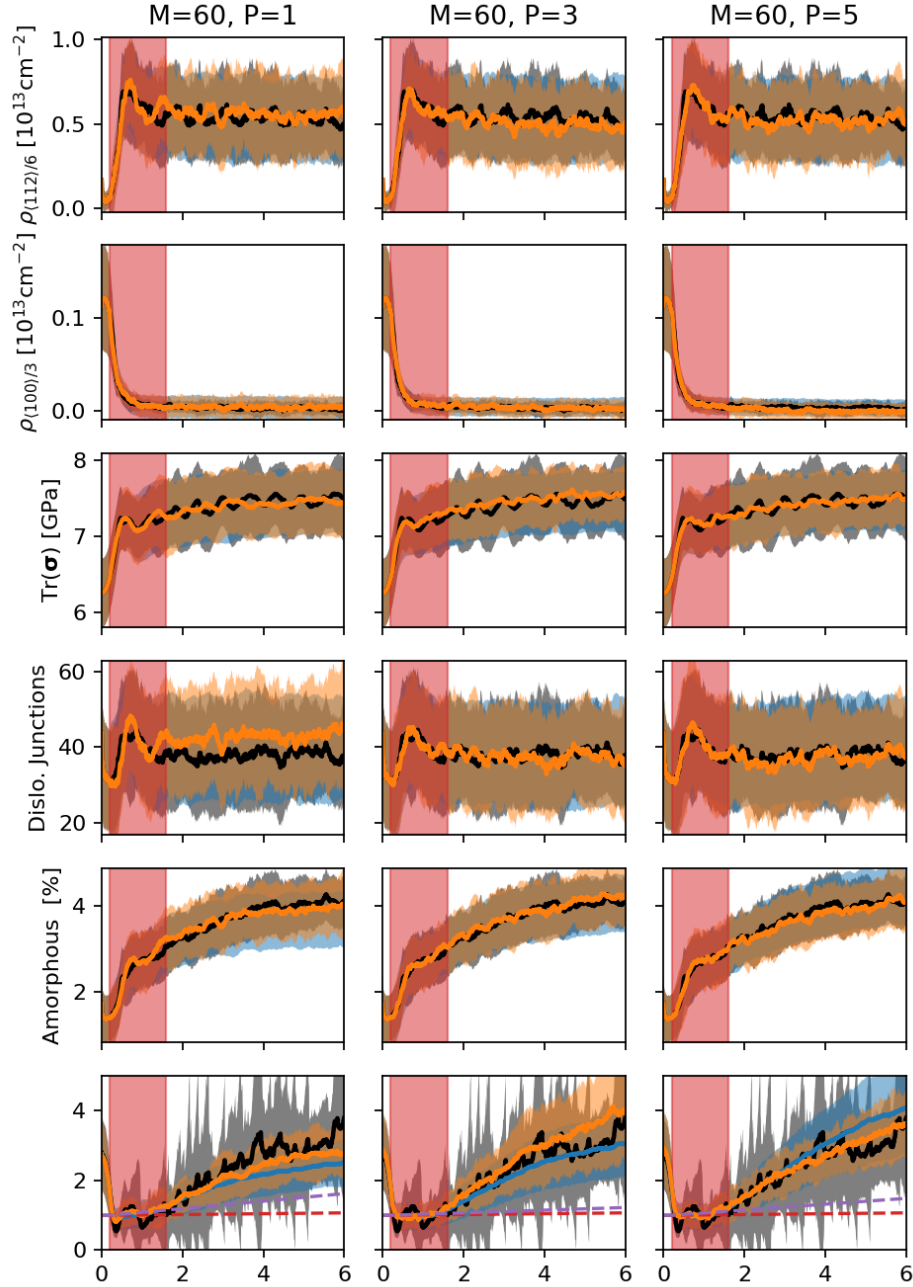 M=60, P=1 M=60, P=3 M=60, P=5
ρ⟨112⟩/6 [10¹³cm⁻²]
1.0
0.5
0.0
ρ⟨100⟩/3 [10¹³cm⁻²]
0.1
0.0
Tr(σ) [GPa]
8
7
6
Dislo. Junctions
60
40
20
Amorphous [%]
4
2
4
2
0
0 2 4 6 0 2 4 6 0 2 4 6